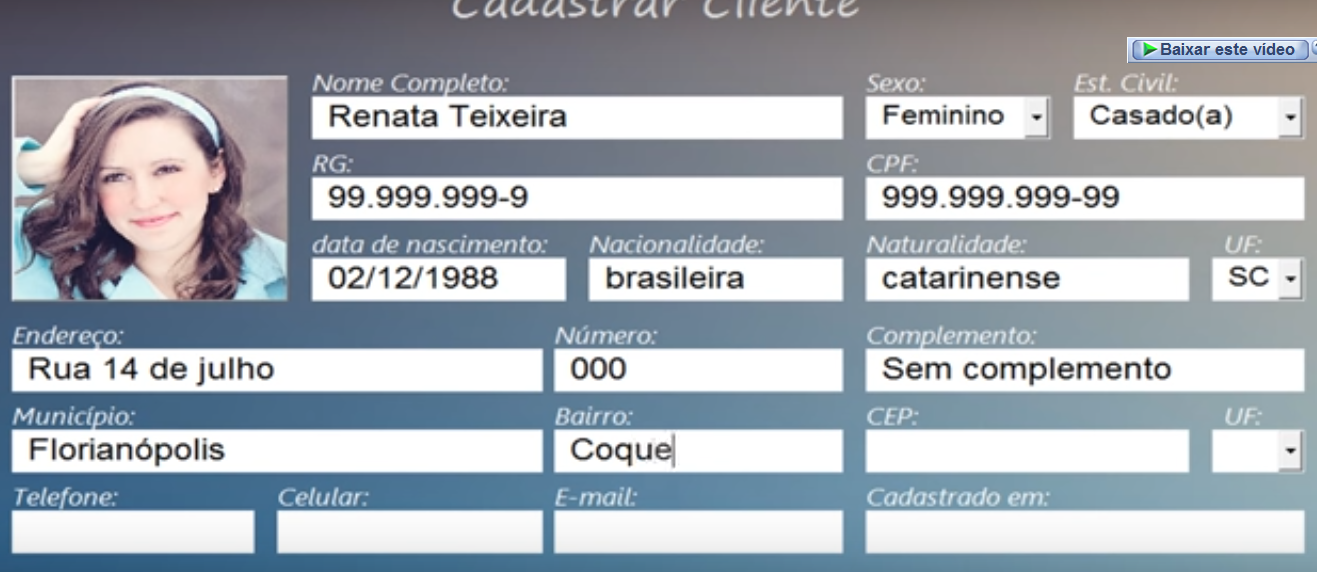 Cadastrar Cliente
Baixar este vídeo
Nome Completo: Sexo: Est. Civil:
Renata Teixeira Feminino Casado(a)
RG: CPF:
99.999.999-9 999.999.999-99
data de nascimento: Nacionalidade: Naturalidade: UF:
02/12/1988 brasileira catarinense SC
Endereço: Número: Complemento:
Rua 14 de julho 000 Sem complemento
Município: Bairro: CEP: UF:
Florianópolis Coque
Telefone: Celular: E-mail: Cadastrado em: